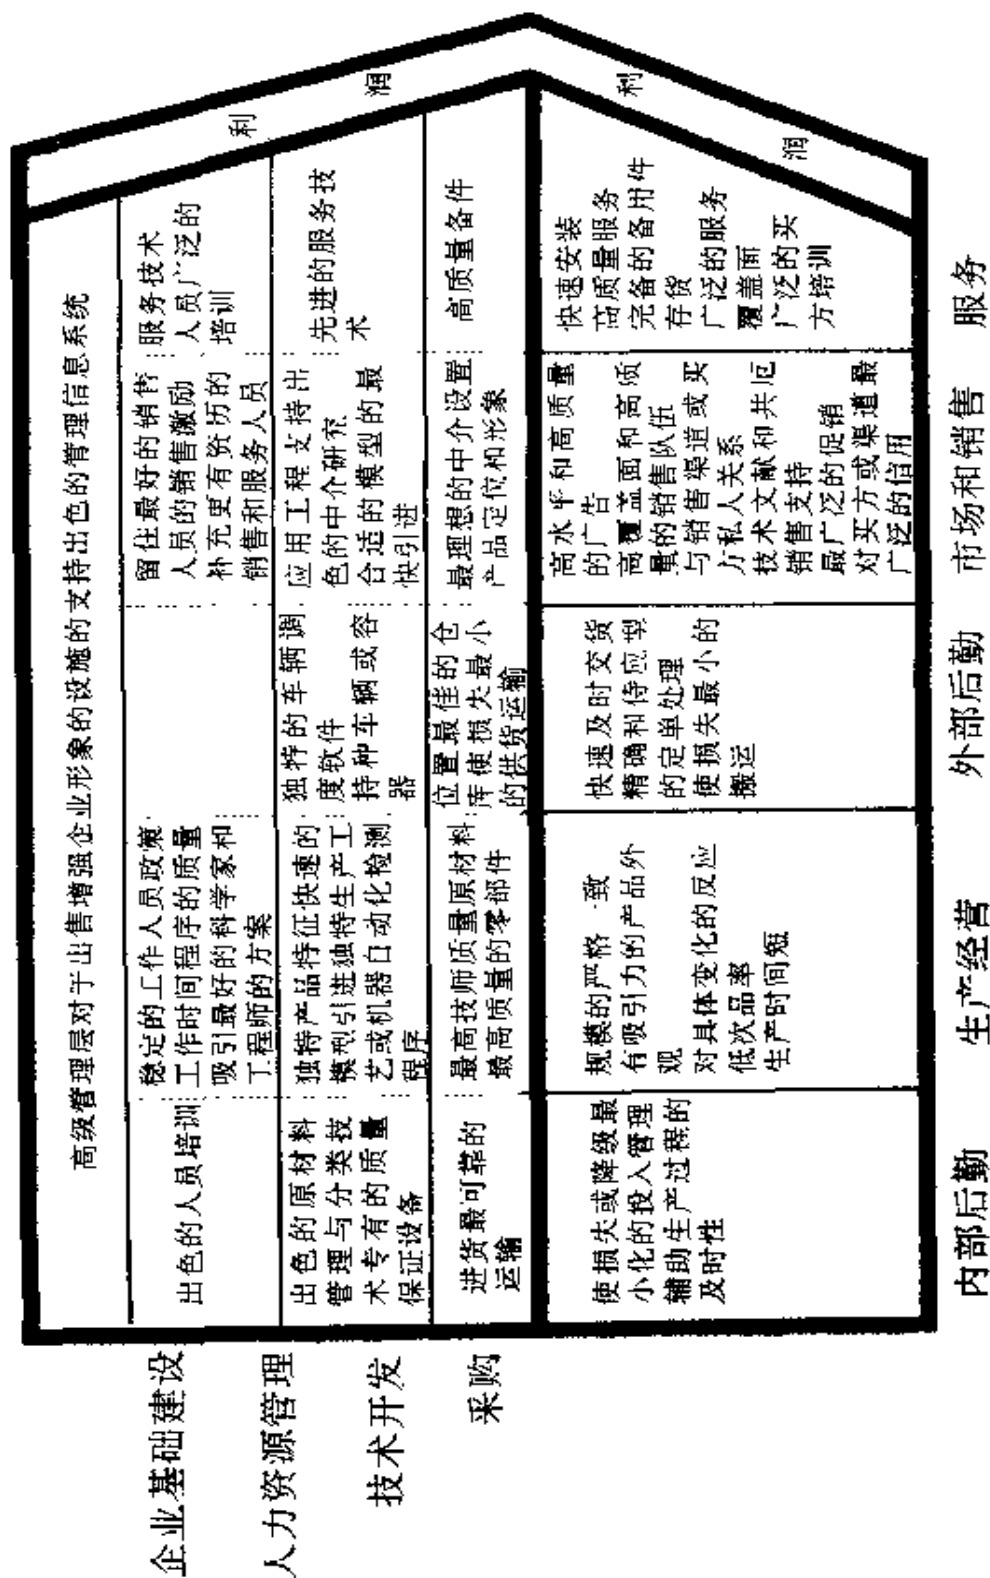 企业基础建设
高级管理层对于出售增强企业形象的设施的支持出色的管理信息系统
人力资源管理
出色的人员培训
稳定的工作人员政策
工作时间程序的质量
吸引最好的科学家和
工程师的方案
留住最好的销售
人员的销售激励
补充更有资历的
销售和服务人员
服务技术
人员广泛的
培训
技术开发
出色的原材料
管理与分类技
术专有的质量
保证设备
独特产品特征快速的
模型引进独特生产工
艺或机器自动化检测
程序
独特的车辆调
度软件
持种车辆或容
器
应用工程支持出
色的中介研究
合适的模型的最
快引进
先进的服务技
术
采购
进货最可靠的
运输
最高技师质量原材料
最高质量的零部件
位置最佳的仓
库使损失最小
的供货运输
最理想的中介设置
产品定位和形象
高质量备件
使损失或降级最
小化的投入管理
辅助生产过程的
及时性
规模的严格一致
有吸引力的产品外
观
对具体变化的反应
低次品率
生产时间短
快速及时交货
精确和侍应型
的定单处理
使损失最小的
搬运
高水平和高质量
的广告
高覆盖面和高质
量的销售队伍
与销售渠道或买
方私人关系
技术文献和其他
销售支持
最广泛的促销
对买方或渠道最
广泛的信用
快速安装
高质量服务
完备的备用件
存货
广泛的服务
覆盖面
广泛的买
方培训
利润
利润
内部后勤
生产经营
外部后勤
市场和销售
服务